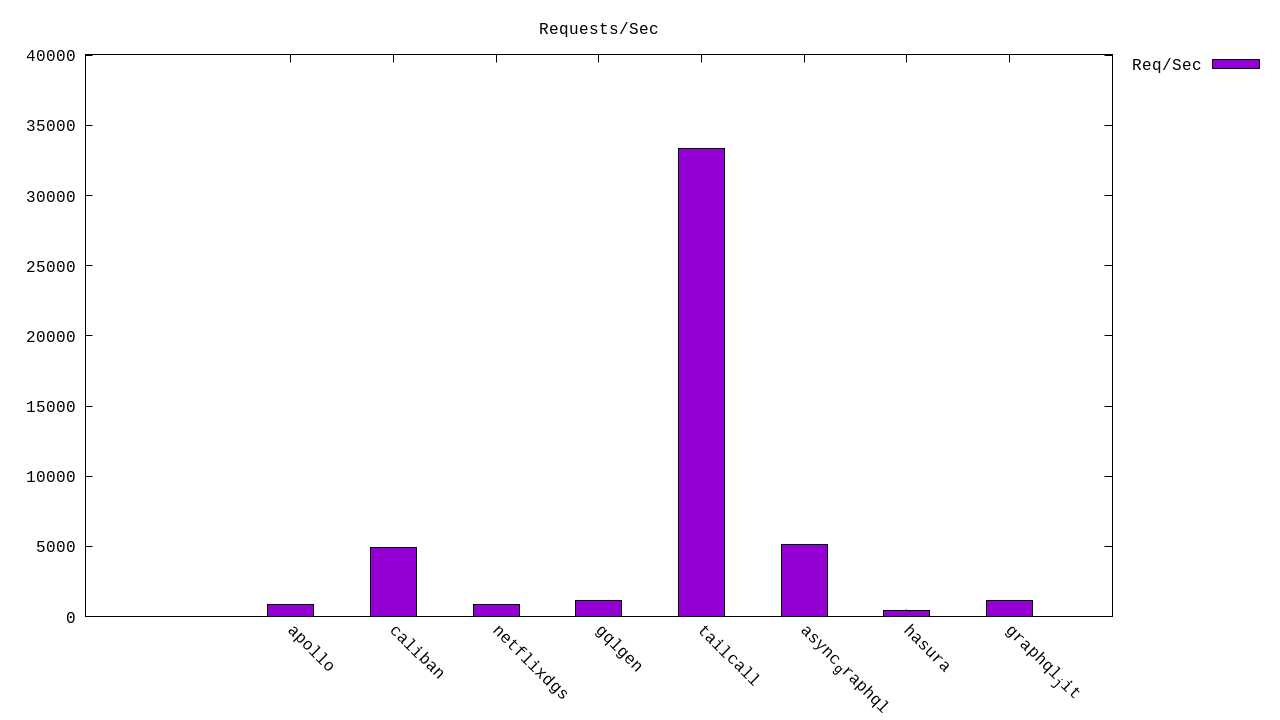 Requests/Sec
Req/Sec
40000
35000
30000
25000
20000
15000
10000
5000
0
apollo
caliban
netflixdgs
gqlgen
tailcall
async_graphql
hasura
graphql_jit